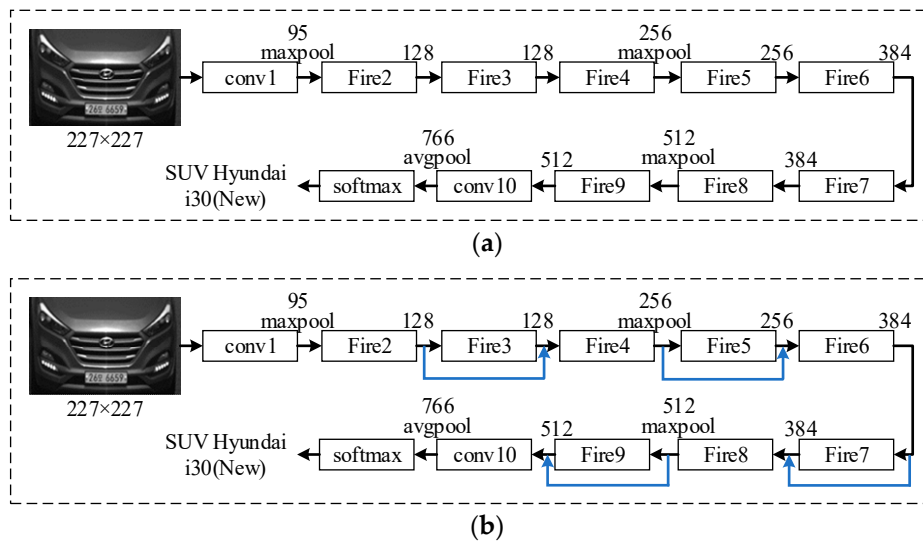 95 256
maxpool 128 128 maxpool 256 384
conv1 Fire2 Fire3 Fire4 Fire5 Fire6
227×227
766 512
SUV Hyundai avgpool 512 maxpool 384
i30(New) softmax conv10 Fire9 Fire8 Fire7
(a)
95 256
maxpool 128 128 maxpool 256 384
conv1 Fire2 Fire3 Fire4 Fire5 Fire6
227×227
766 512
SUV Hyundai avgpool 512 maxpool 384
i30(New) softmax conv10 Fire9 Fire8 Fire7
(b)